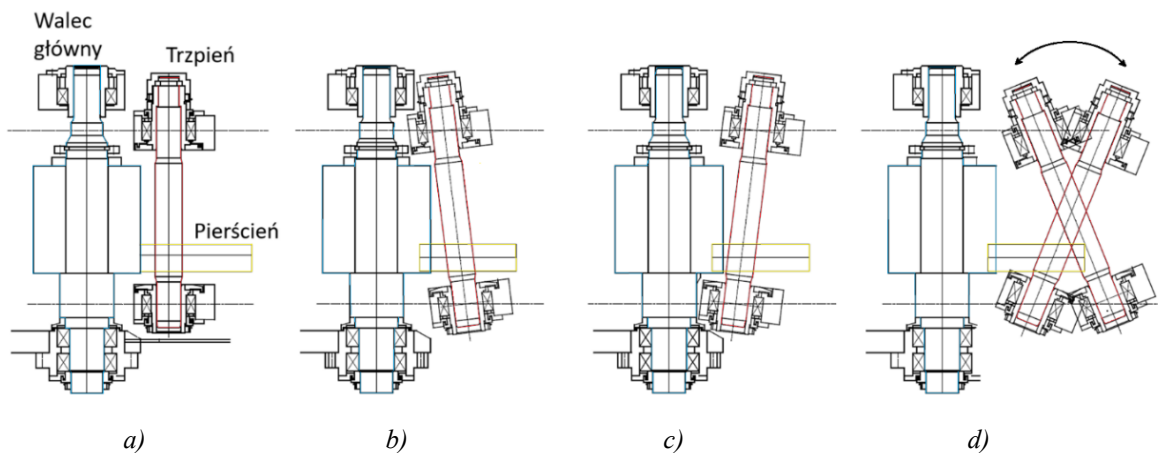 Walec
główny
Trzpień
Pierścień
a)
b)
c)
d)